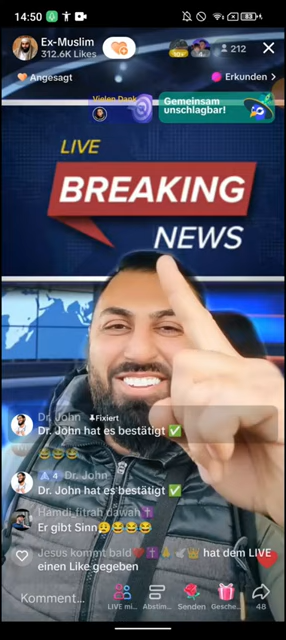 14:50
83
Ex-Muslim
312.6K Likes
10+
212
Angesagt
Erkunden
Vielen Dank
Gemeinsam
unschlagbar!
LIVE
BREAKING
NEWS
Dr. John Fixiert
Dr. John hat es bestätigt ✅
😂😂😂
4 Dr. John
Dr. John hat es bestätigt ✅
Hamdi fitrah dawah✝️
Er gibt Sinn
Jesus kommt bald hat dem LIVE
einen Like gegeben
Komment...
LIVE mi...
Abstim...
Senden
Gesche...
48